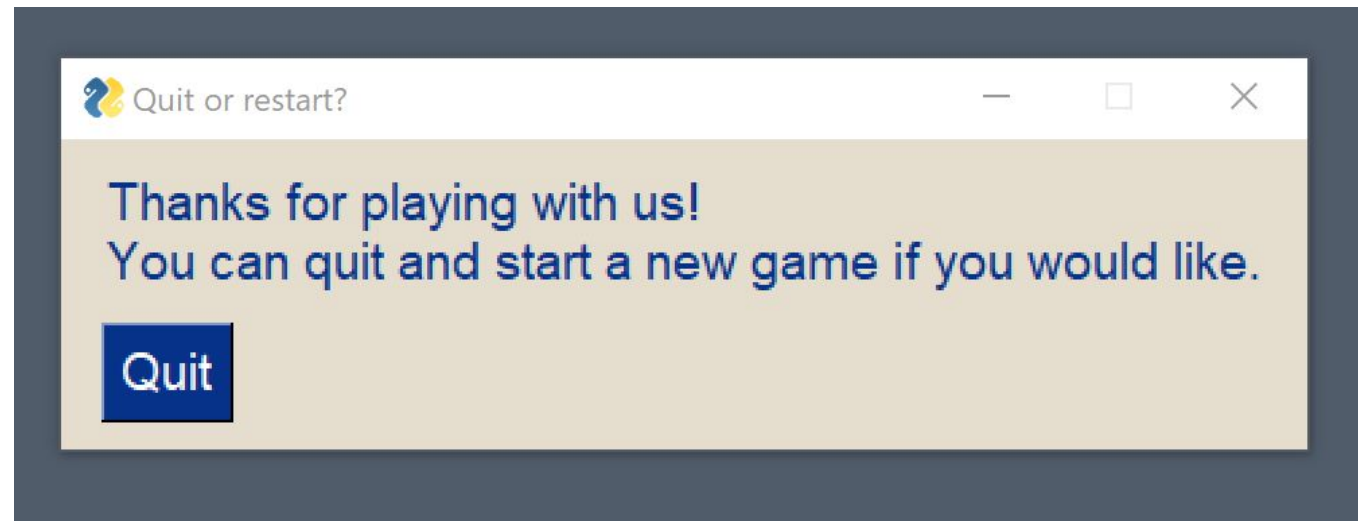 Quit or restart?
Thanks for playing with us!
You can quit and start a new game if you would like.
Quit